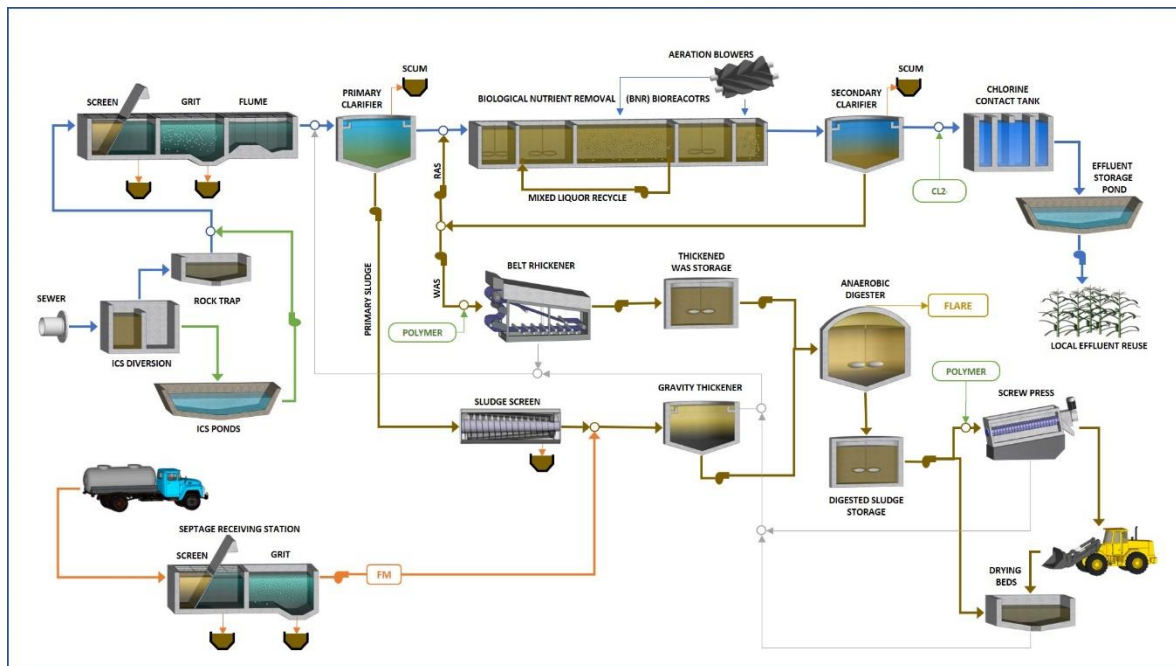 AERATION BLOWERS
SCUM
SCUM
PRIMARY
CLARIFIER
SECONDARY
CLARIFIER
CHLORINE
CONTACT TANK
SCREEN
GRIT
FLUME
BIOLOGICAL NUTRIENT REMOVAL (BNR) BIOREACOTRS
EFFLUENT
STORAGE
POND
RAS
MIXED LIQUOR RECYCLE
CL2-
THICKENED
WAS STORAGE
BELT RHICKENER
ANAEROBIC
DIGESTER
FLARE
ROCK TRAP
SEWER
PRIMARY SLUDGE
WAS
POLYMER
LOCAL EFFLUENT REUSE
ICS DIVERSION
GRAVITY THICKENER
POLYMER
SCREW PRESS
SLUDGE SCREEN
ICS PONDS
DIGESTED SLUDGE
STORAGE
SEPTAGE RECEIVING STATION
SCREEN
GRIT
FM
DRYING
BEDS